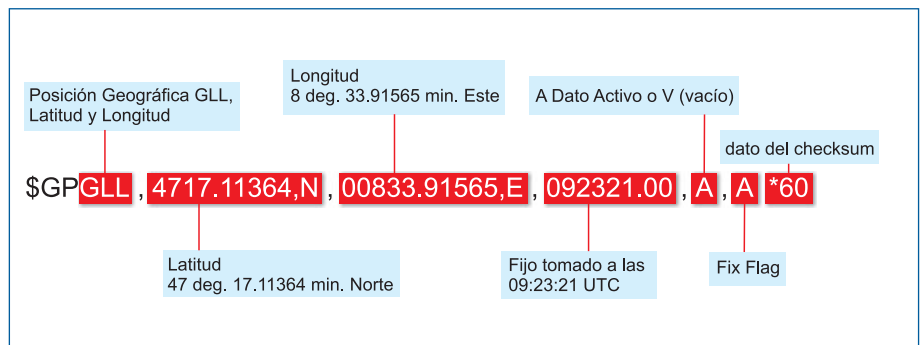 Posición Geográfica GLL,
Latitud y Longitud
Longitud
8 deg. 33.91565 min. Este
A Dato Activo o V (vacío)
dato del checksum
$GPGLL,4717.11364,N,00833.91565,E,092321.00,A,A*60
Latitud
47 deg. 17.11364 min. Norte
Fijo tomado a las
09:23:21 UTC
Fix Flag